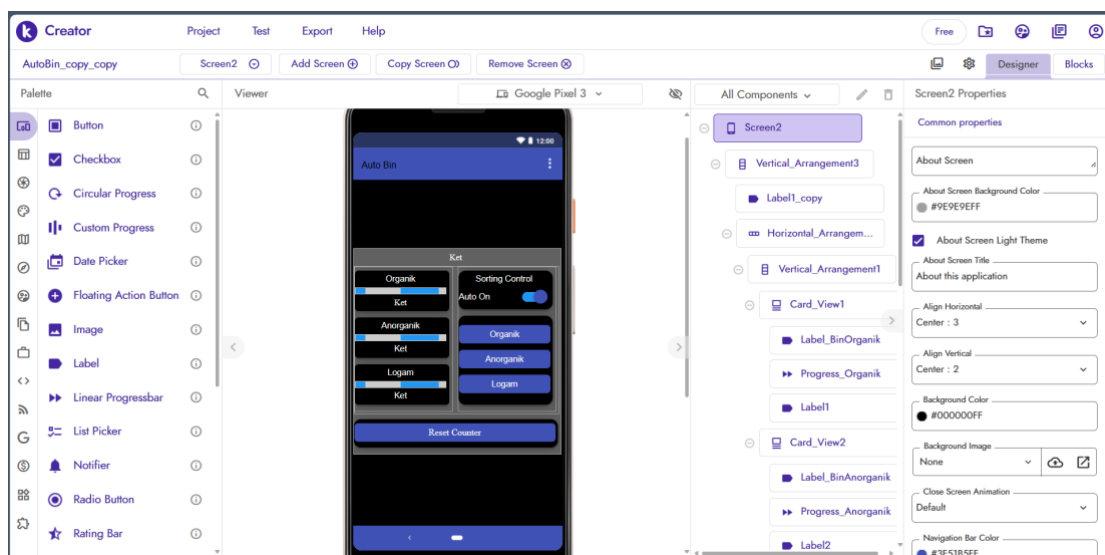 Creator
Project
Test
Export
Help
Free
AutoBin_copy_copy
Screen2
Add Screen
Copy Screen
Remove Screen
Designer
Blocks
Palette
Viewer
Google Pixel 3
All Components
Screen2 Properties
Button
Checkbox
Circular Progress
Custom Progress
Date Picker
Floating Action Button
Image
Label
Linear Progressbar
List Picker
Notifier
Radio Button
Rating Bar
12:00
Auto Bin
Ket
Organik
Ket
Anorganik
Ket
Logam
Ket
Sorting Control
Auto On
Organik
Anorganik
Logam
Reset Counter
Screen2
Vertical_Arrangement3
Label1_copy
Horizontal_Arrangem...
Vertical_Arrangement1
Card_View1
Label_BinOrganik
Progress_Organik
Label1
Card_View2
Label_BinAnorganik
Progress_Anorganik
Label2
Common properties
About Screen
About Screen Background Color
#9E9E9EFF
About Screen Light Theme
About Screen Title
About this application
Align Horizontal
Center : 3
Align Vertical
Center : 2
Background Color
#000000FF
Background Image
None
Close Screen Animation
Default
Navigation Bar Color
#3F51B5FF